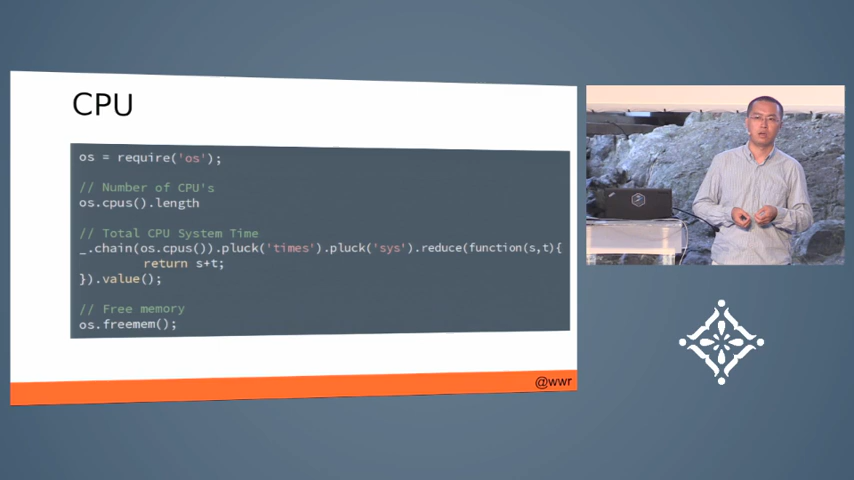 CPU
os = require('os');
// Number of CPU's
os.cpus().length
// Total CPU System Time
_.chain(os.cpus()).pluck('times').pluck('sys').reduce(function(s,t){
return s+t;
}).value();
// Free memory
os.freemem();
@wwr